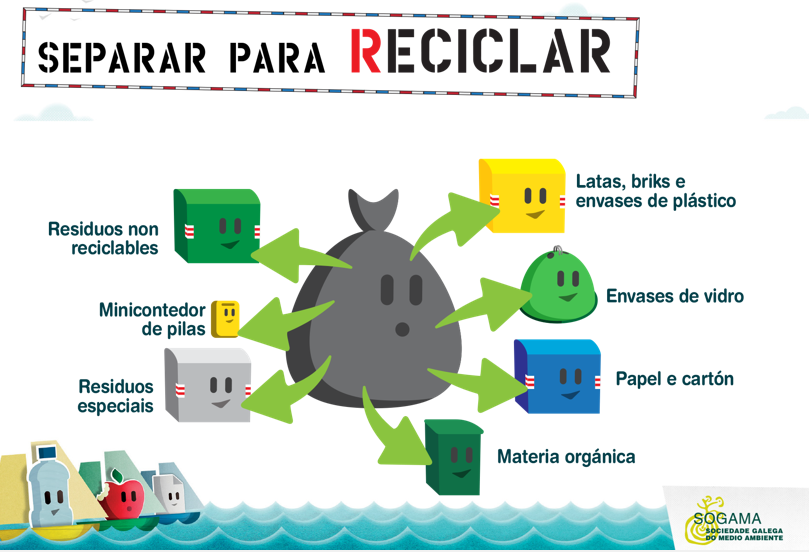 SEPARAR PARA RECICLAR
Latas, briks e
envases de plástico
Residuos non
reciclables
Envases de vidro
Minicontedor
de pilas
Papel e cartón
Residuos
especiais
Materia orgánica
SOGAMA
SOCIEDADE GALEGA
DO MEDIO AMBIENTE